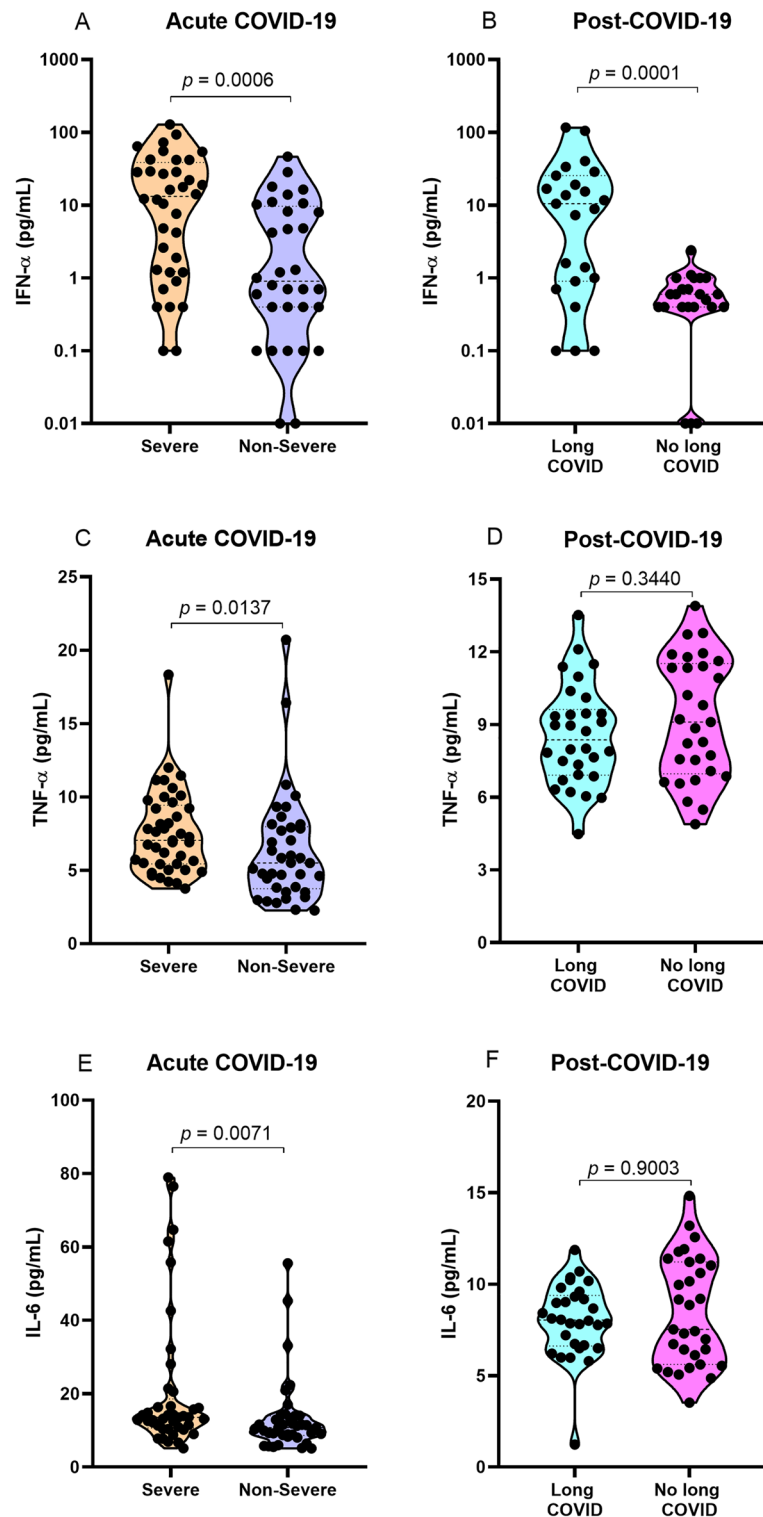 A
Acute COVID-19
IFN-α (pg/mL)
1000
100
10
1
0.1
0.01
p = 0.0006
Severe
Non-Severe
B
Post-COVID-19
IFN-α (pg/mL)
1000
100
10
1
0.1
0.01
p = 0.0001
Long
COVID
No long
COVID
C
Acute COVID-19
TNF-α (pg/mL)
25
20
15
10
5
0
p = 0.0137
Severe
Non-Severe
D
Post-COVID-19
TNF-α (pg/mL)
15
12
9
6
3
0
p = 0.3440
Long
COVID
No long
COVID
E
Acute COVID-19
IL-6 (pg/mL)
100
80
60
40
20
0
p = 0.0071
Severe
Non-Severe
F
Post-COVID-19
IL-6 (pg/mL)
20
15
10
5
0
p = 0.9003
Long
COVID
No long
COVID